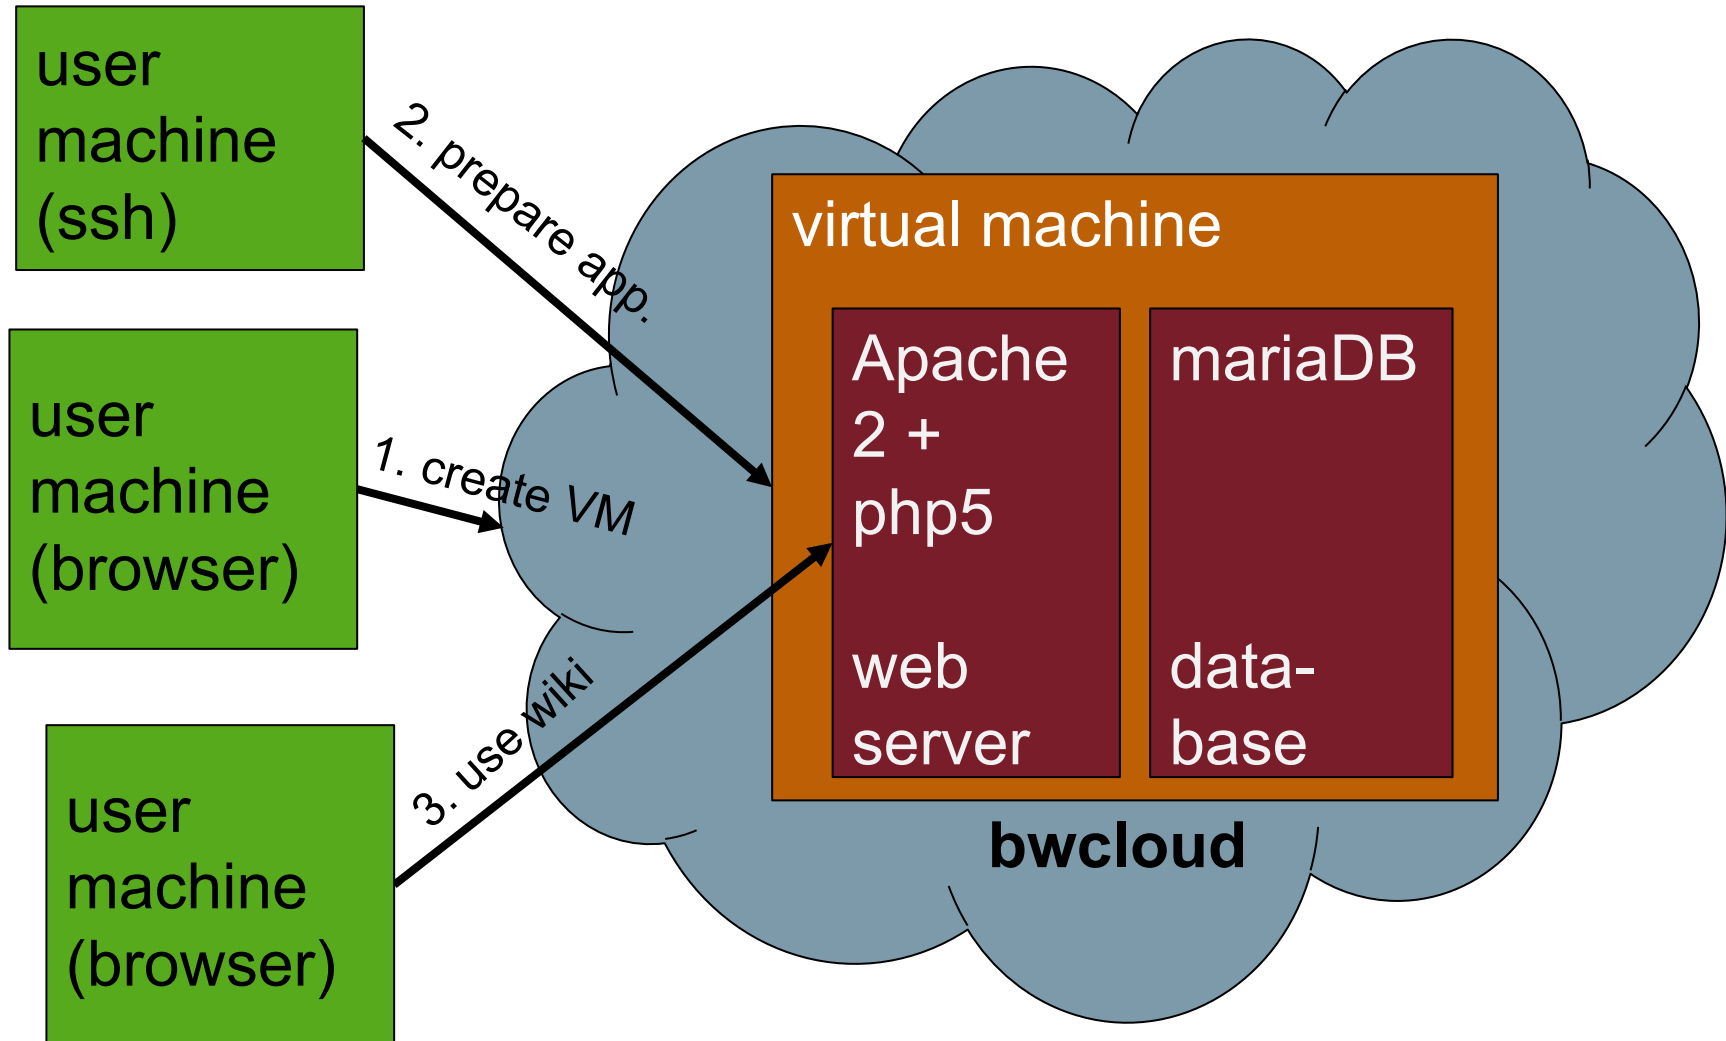 user
machine
(ssh)
2. prepare app.
user
machine
(browser)
1. create VM
user
machine
(browser)
3. use wiki
virtual machine
Apache
2 +
php5
web
server
mariaDB
data-
base
bwcloud